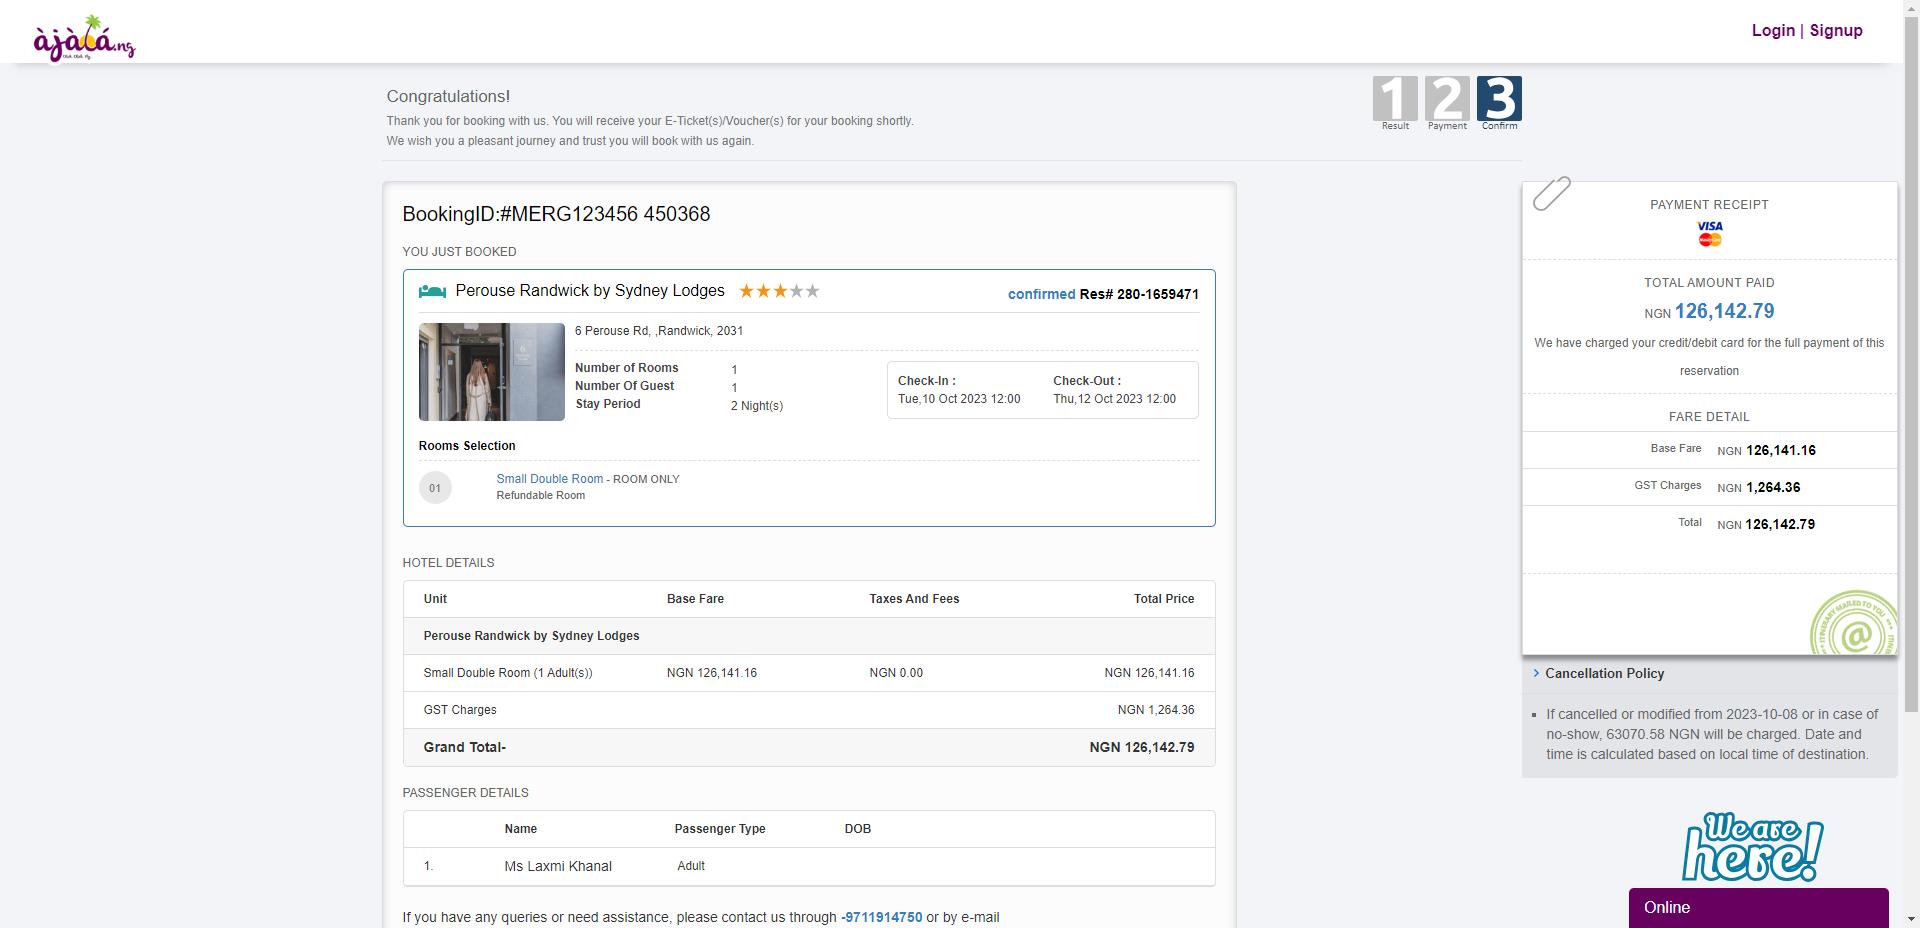 àjàlá.ng
Login | Signup
Congratulations!
Thank you for booking with us. You will receive your E-Ticket(s)/Voucher(s) for your booking shortly.
We wish you a pleasant journey and trust you will book with us again.
1 2 3
Result Payment Confirm
BookingID:#MERG123456 450368
YOU JUST BOOKED
Perouse Randwick by Sydney Lodges
confirmed Res# 280-1659471
6 Perouse Rd, ,Randwick, 2031
Number of Rooms 1
Number Of Guest 1
Stay Period 2 Night(s)
Check-In : Check-Out :
Tue,10 Oct 2023 12:00 Thu,12 Oct 2023 12:00
Rooms Selection
01
Small Double Room - ROOM ONLY
Refundable Room
HOTEL DETAILS
Unit Base Fare Taxes And Fees Total Price
Perouse Randwick by Sydney Lodges
Small Double Room (1 Adult(s)) NGN 126,141.16 NGN 0.00 NGN 126,141.16
GST Charges NGN 1,264.36
Grand Total- NGN 126,142.79
PASSENGER DETAILS
Name Passenger Type DOB
1. Ms Laxmi Khanal Adult
If you have any queries or need assistance, please contact us through -9711914750 or by e-mail
PAYMENT RECEIPT
VISA
MasterCard
TOTAL AMOUNT PAID
NGN 126,142.79
We have charged your credit/debit card for the full payment of this
reservation
FARE DETAIL
Base Fare NGN 126,141.16
GST Charges NGN 1,264.36
Total NGN 126,142.79
ITINERARY MAILED TO YOU
@
Cancellation Policy
If cancelled or modified from 2023-10-08 or in case of
no-show, 63070.58 NGN will be charged. Date and
time is calculated based on local time of destination.
We are
here!
Online